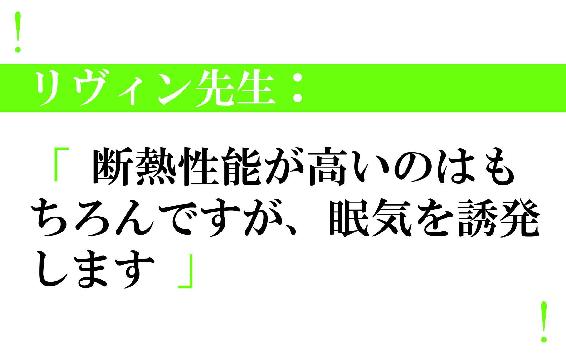 !
リヴィン先生：
「 断熱性能が高いのはも
ちろんですが、眠気を誘発
します 」
!